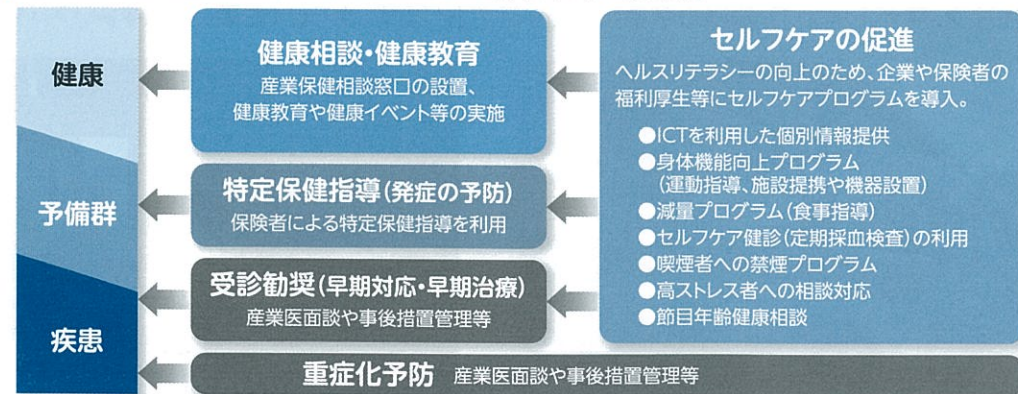 健康
予備群
疾患
健康相談・健康教育
産業保健相談窓口の設置、
健康教育や健康イベント等の実施
特定保健指導(発症の予防)
保険者による特定保健指導を利用
受診勧奨(早期対応・早期治療)
産業医面談や事後措置管理等
重症化予防 産業医面談や事後措置管理等
セルフケアの促進
ヘルスリテラシーの向上のため、企業や保険者の
福利厚生等にセルフケアプログラムを導入。
●ICTを利用した個別情報提供
●身体機能向上プログラム
(運動指導、施設提携や機器設置)
●減量プログラム(食事指導)
●セルフケア健診(定期採血検査)の利用
●喫煙者への禁煙プログラム
●高ストレス者への相談対応
●節目年齢健康相談